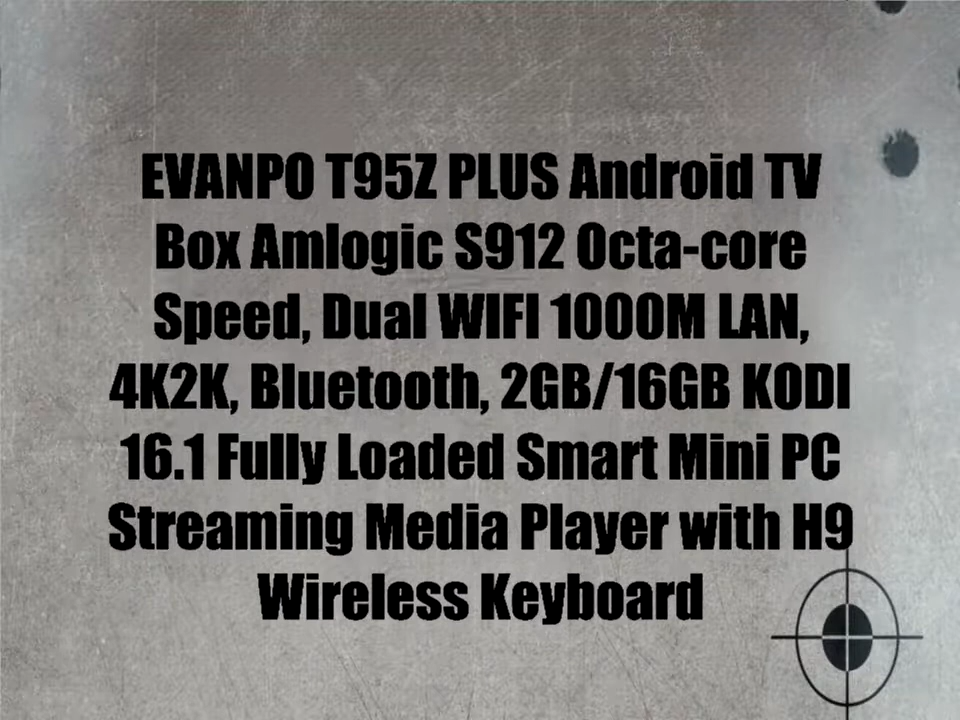 EVANPO T95Z PLUS Android TV
Box Amlogic S912 Octa-core
Speed, Dual WIFI 1000M LAN,
4K2K, Bluetooth, 2GB/16GB KODI
16.1 Fully Loaded Smart Mini PC
Streaming Media Player with H9
Wireless Keyboard